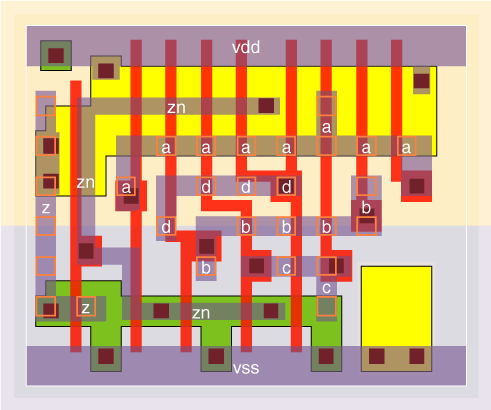 vdd
zn
a
a a a a a a
zn a d d d
z b
d b b b
b c
c
z zn
vss